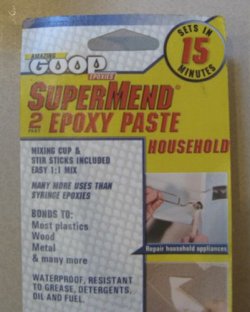 AMAZING
GOOP
EPOXIES
SETS IN
15
MINUTES
SUPERMEND
2 PART EPOXY PASTE
HOUSEHOLD
MIXING CUP &
STIR STICKS INCLUDED
EASY 1:1 MIX
MANY MORE USES THAN
SYRINGE EPOXIES
BONDS TO:
Most plastics
Wood
Metal
& many more
Repair household appliances
WATERPROOF, RESISTANT
TO GREASE, DETERGENTS,
OIL AND FUEL.